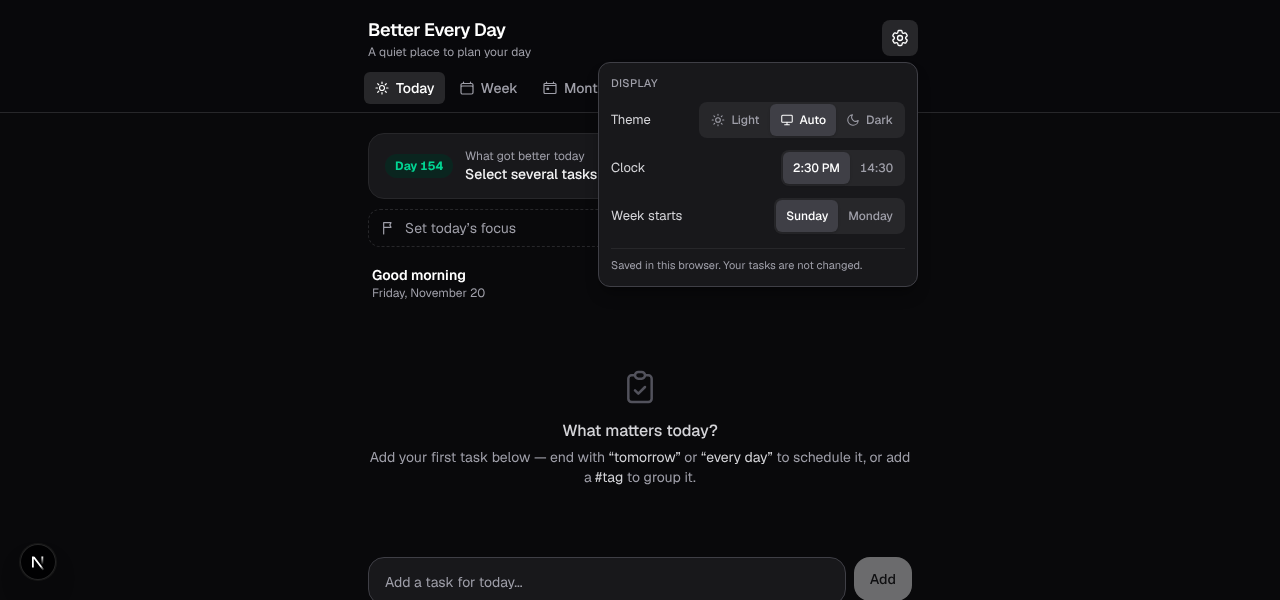 Better Every Day
A quiet place to plan your day
Today
Week
DISPLAY
Theme
Light
Auto
Dark
Clock
2:30 PM
14:30
Week starts
Sunday
Monday
Saved in this browser. Your tasks are not changed.
Day 154
What got better today
Select several tasks
Set today's focus
Good morning
Friday, November 20
What matters today?
Add your first task below — end with “tomorrow” or “every day” to schedule it, or add
a #tag to group it.
N
Add a task for today...
Add